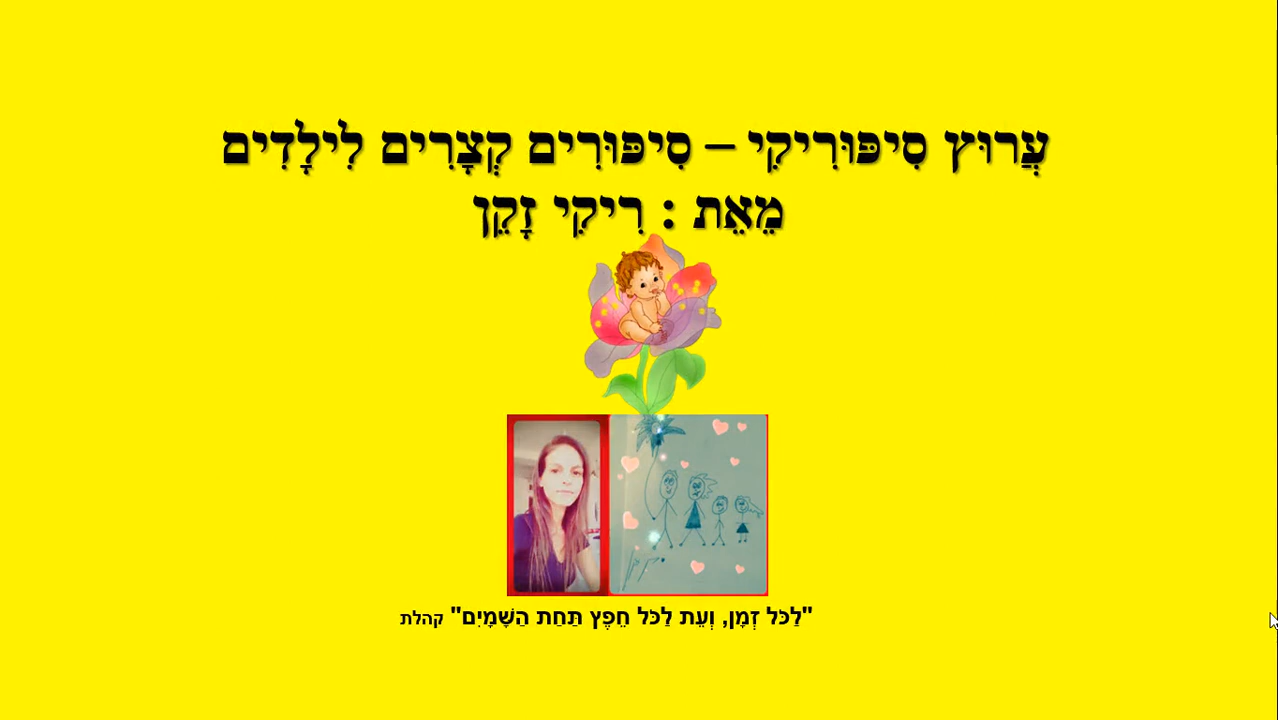 עֲרוּץ סִיפּוּרִיקִי – סִיפּוּרִים קְצָרִים לִילָדִים
מֵאֵת : רִיקִי זָקֵן
"לַכֹּל זְמָן, וְעֵת לַכֹּל חֵפֶץ תַּחַת הַשָּׁמָיִם" קהלת